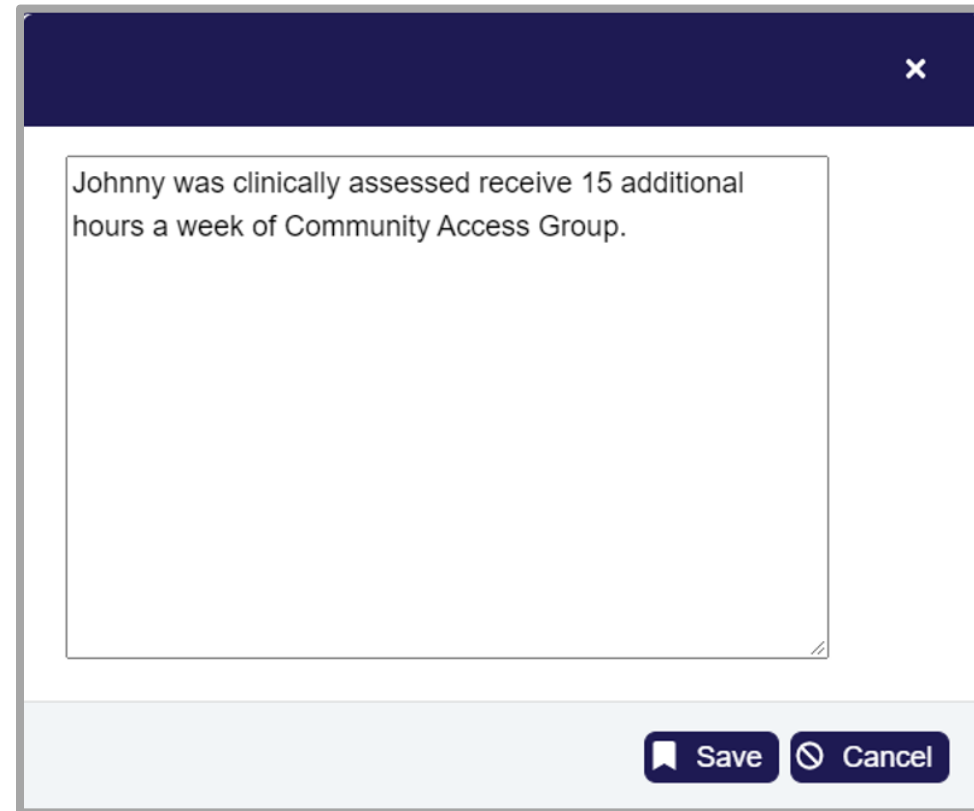 Johnny was clinically assessed receive 15 additional
hours a week of Community Access Group.
Save Cancel